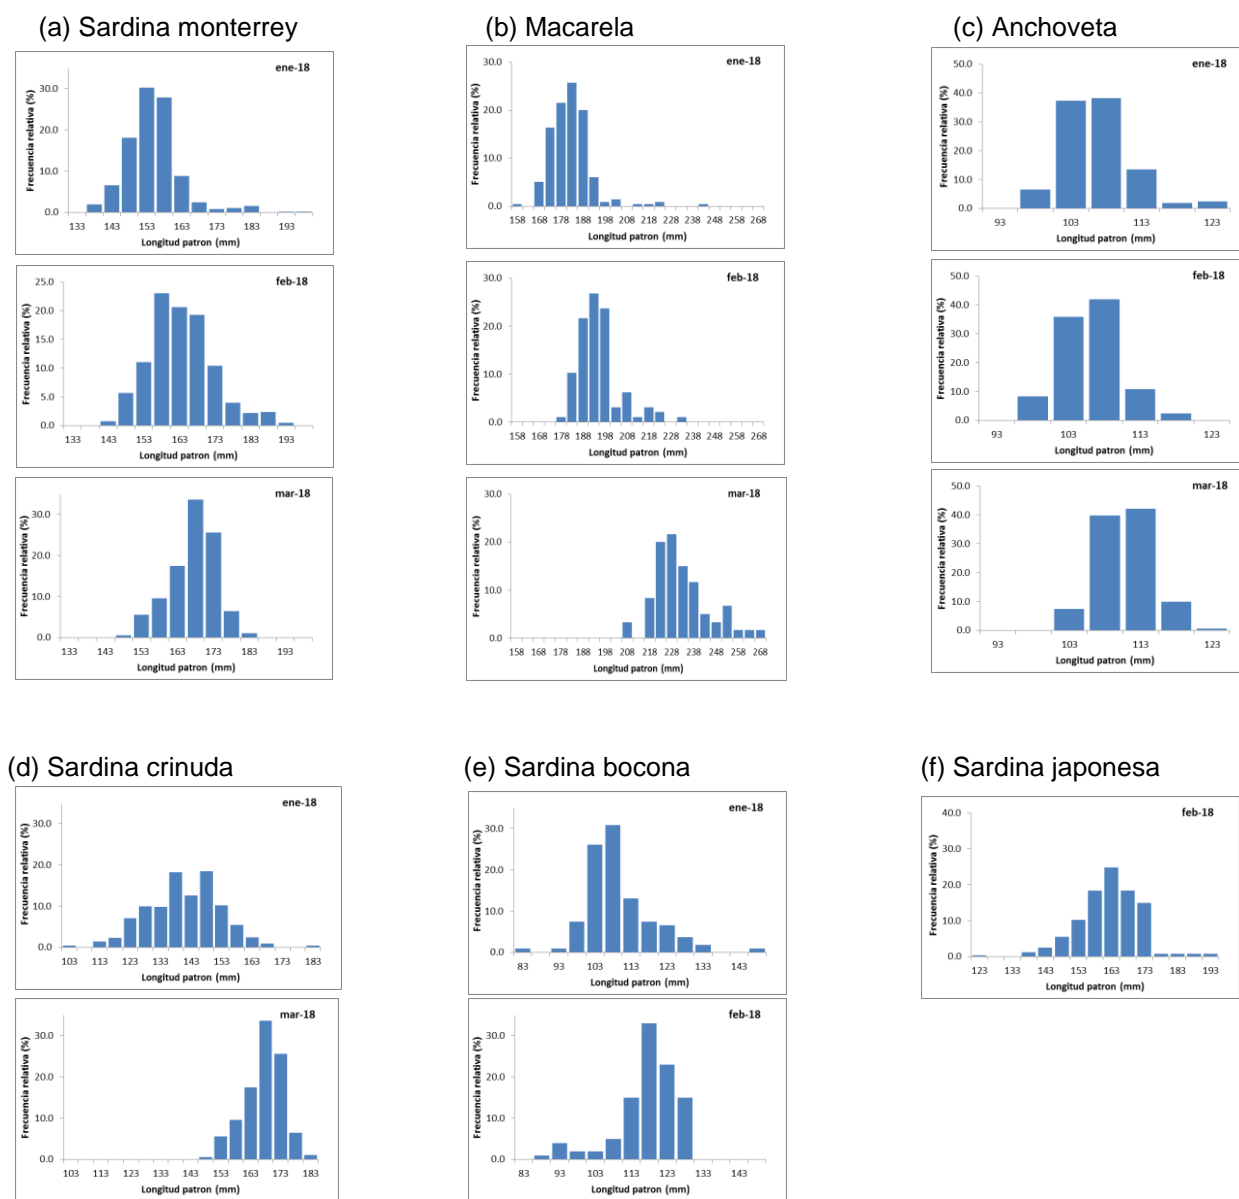 (a) Sardina monterrey
(b) Macarela
(c) Anchoveta
ene-18
Frecuencia relativa (%)
30.0
20.0
10.0
0.0
133 143 153 163 173 183 193
Longitud patron (mm)
feb-18
Frecuencia relativa (%)
25.0
20.0
15.0
10.0
5.0
0.0
133 143 153 163 173 183 193
Longitud patron (mm)
mar-18
Frecuencia relativa (%)
30.0
20.0
10.0
0.0
133 143 153 163 173 183 193
Longitud patron (mm)
ene-18
Frecuencia relativa (%)
30.0
20.0
10.0
0.0
158 168 178 188 198 208 218 228 238 248 258 268
Longitud patron (mm)
feb-18
Frecuencia relativa (%)
30.0
20.0
10.0
0.0
158 168 178 188 198 208 218 228 238 248 258 268
Longitud patron (mm)
mar-18
Frecuencia relativa (%)
30.0
20.0
10.0
0.0
158 168 178 188 198 208 218 228 238 248 258 268
Longitud patron (mm)
ene-18
Frecuencia relativa (%)
50.0
40.0
30.0
20.0
10.0
0.0
93 103 113 123
Longitud patron (mm)
feb-18
Frecuencia relativa (%)
50.0
40.0
30.0
20.0
10.0
0.0
93 103 113 123
Longitud patron (mm)
mar-18
Frecuencia relativa (%)
50.0
40.0
30.0
20.0
10.0
0.0
93 103 113 123
Longitud patron (mm)
(d) Sardina crinuda
(e) Sardina bocona
(f) Sardina japonesa
ene-18
Frecuencia relativa (%)
30.0
20.0
10.0
0.0
103 113 123 133 143 153 163 173 183
Longitud patron (mm)
mar-18
Frecuencia relativa (%)
30.0
20.0
10.0
0.0
103 113 123 133 143 153 163 173 183
Longitud patron (mm)
ene-18
Frecuencia relativa (%)
30.0
20.0
10.0
0.0
83 93 103 113 123 133 143
Longitud patron (mm)
feb-18
Frecuencia relativa (%)
30.0
20.0
10.0
0.0
83 93 103 113 123 133 143
Longitud patron (mm)
feb-18
Frecuencia relativa (%)
40.0
30.0
20.0
10.0
0.0
123 133 143 153 163 173 183 193
Longitud patron (mm)